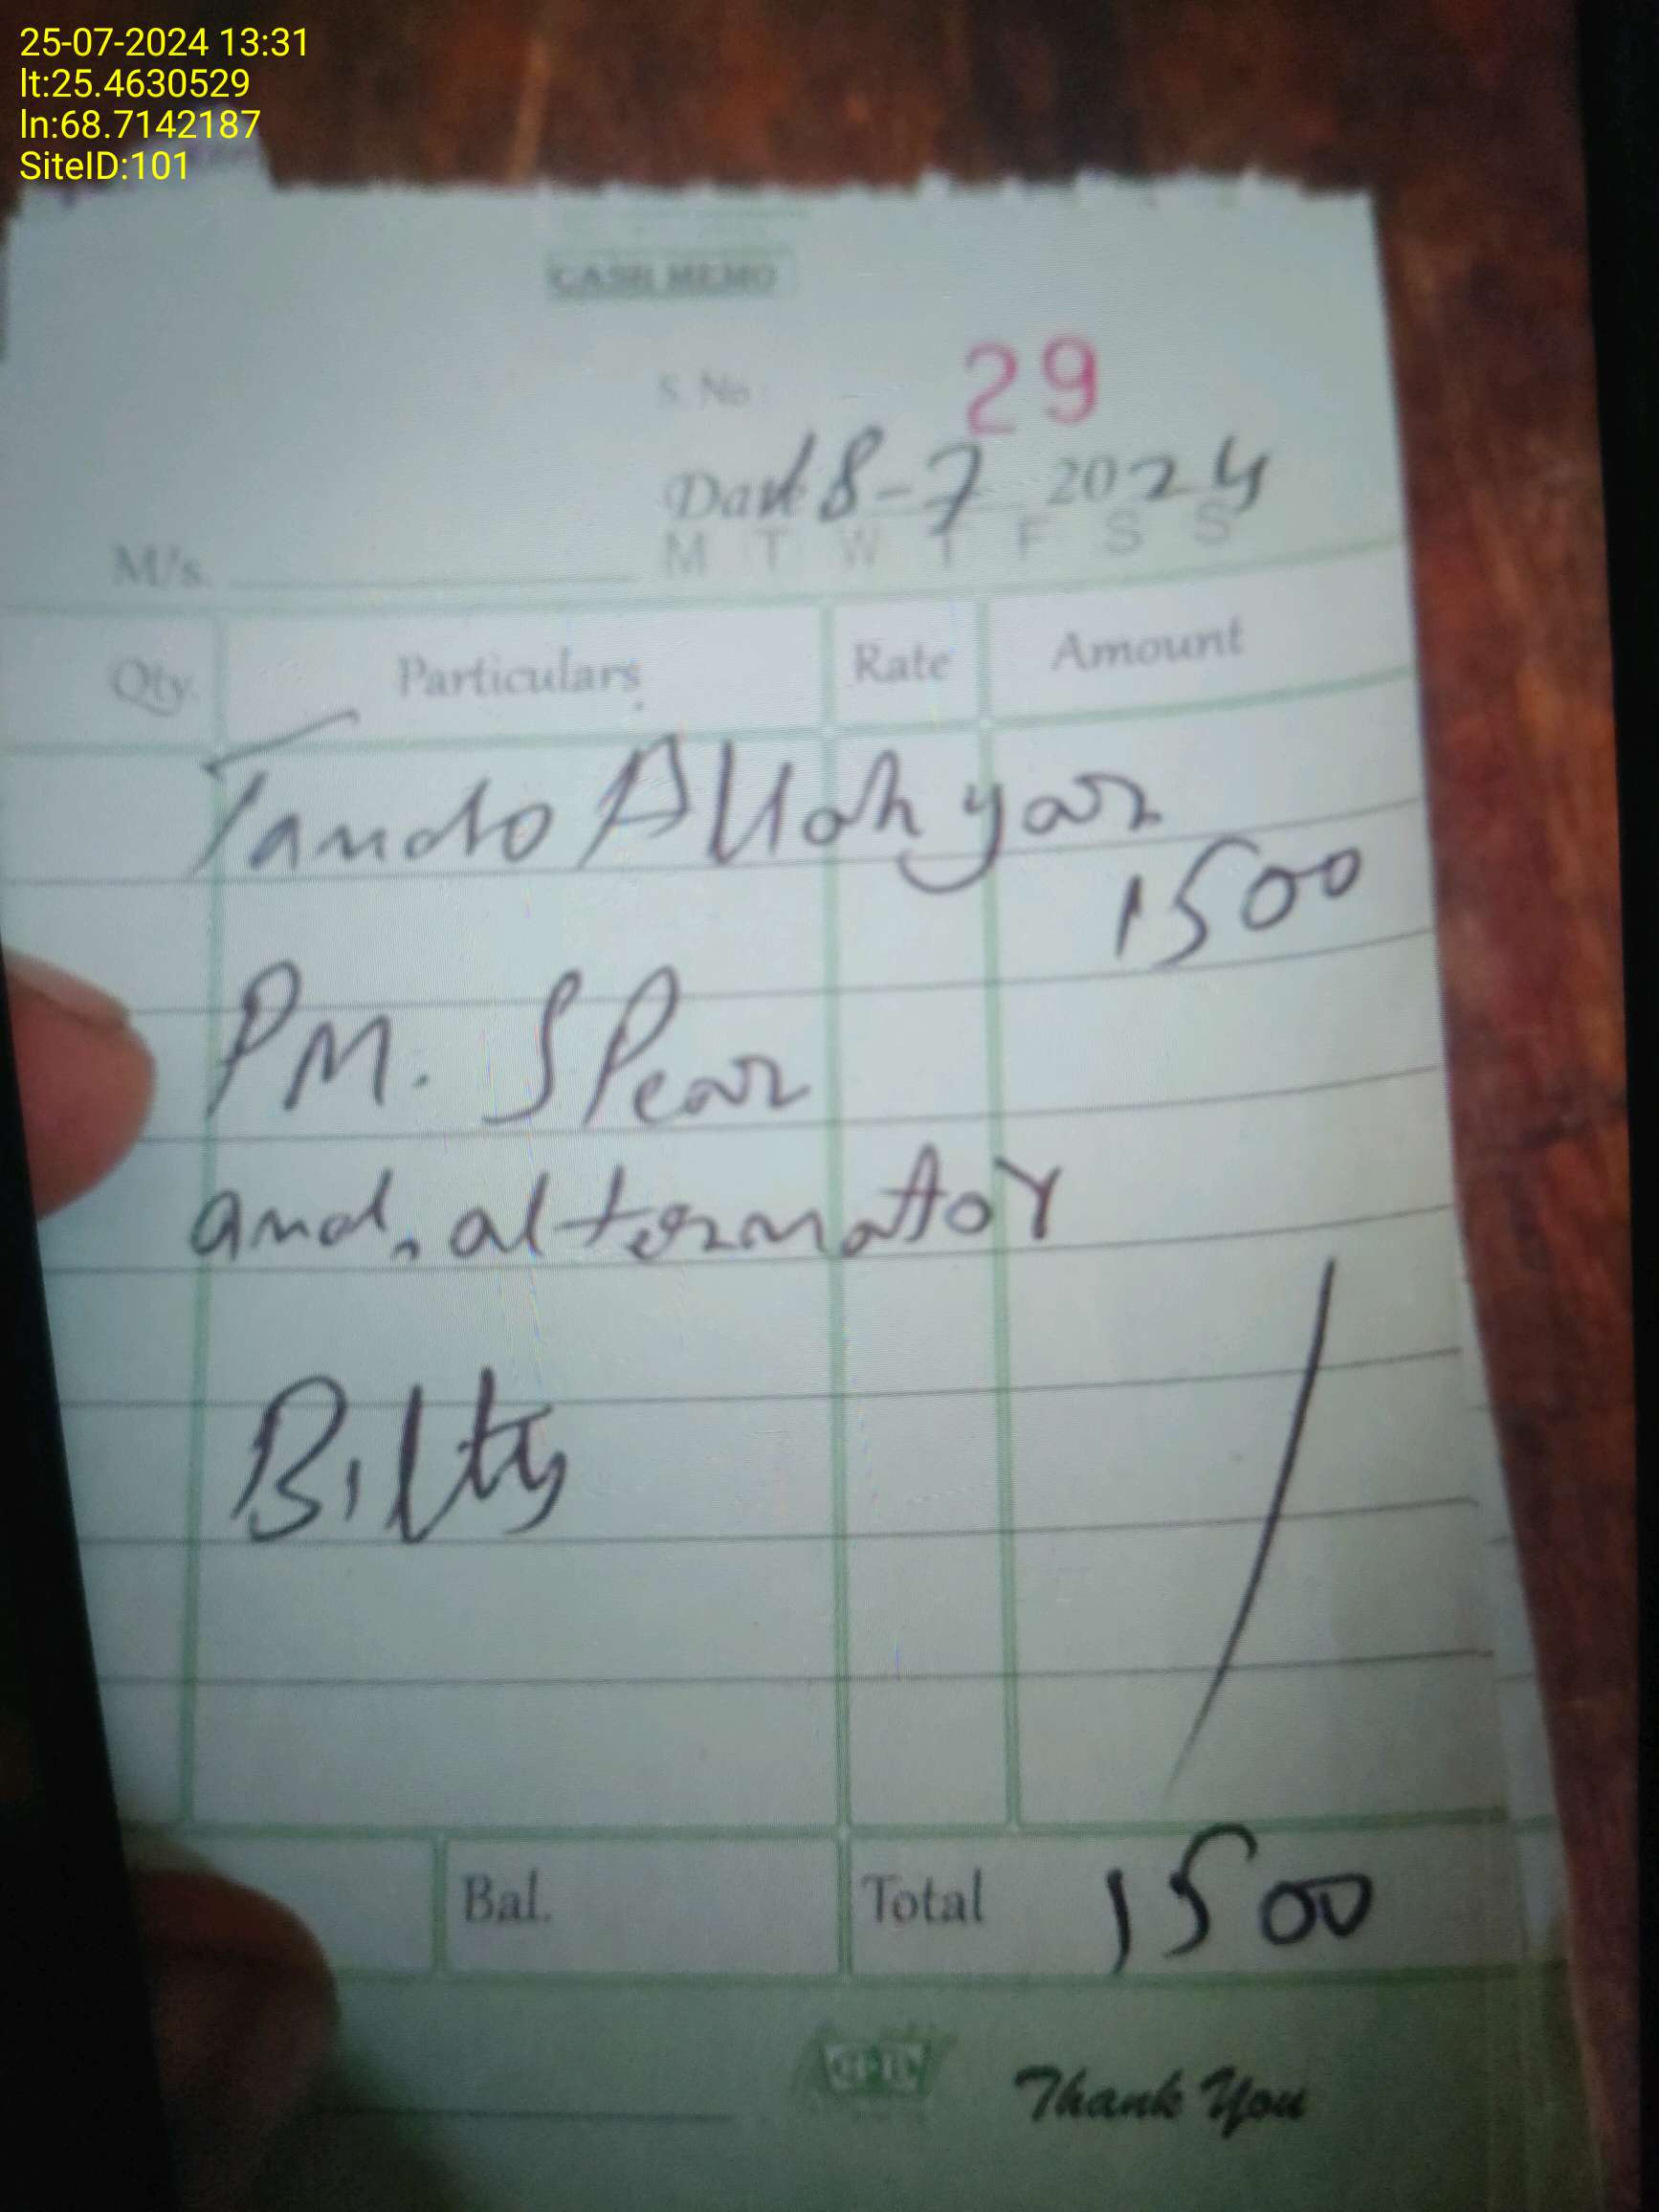 25-07-2024 13:31
lt:25.4630529
ln:68.7142187
SiteID:101
CASH MEMO
S. No 29
Date 18-7 2024
M T W T F S S
M/s.
Qty. Particulars Rate Amount
Tando Allah yar
1500
PM. SPear
and, alternator
Bilty
Bal. Total 1500
Thank You